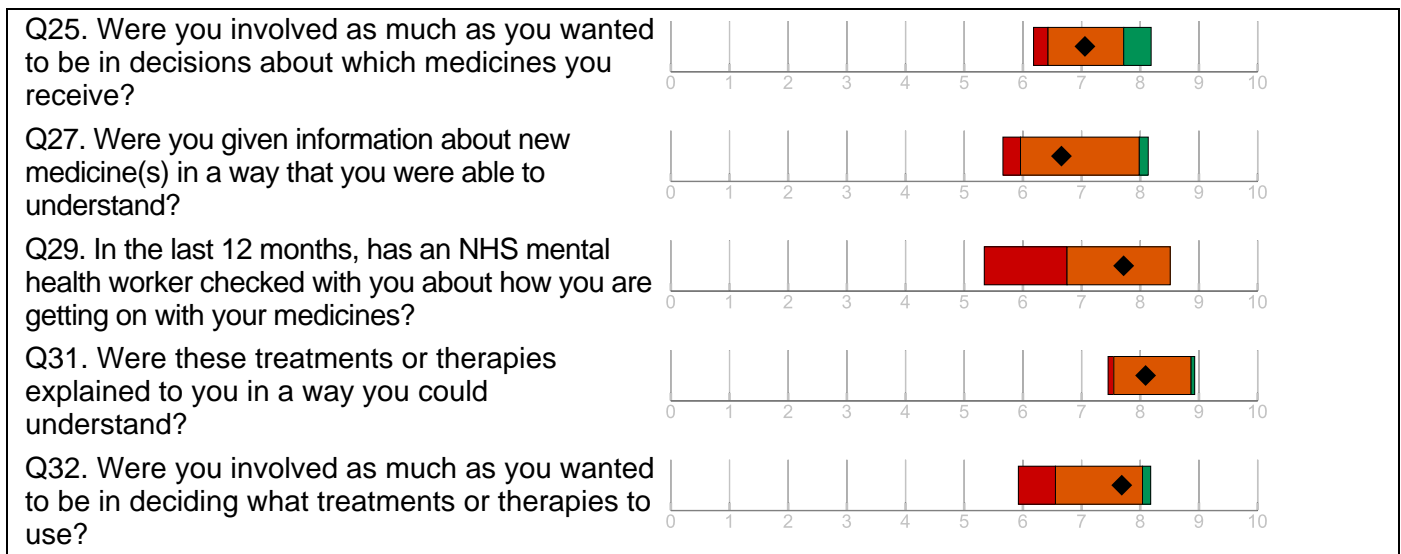 Q25. Were you involved as much as you wanted
to be in decisions about which medicines you
receive?
0 1 2 3 4 5 6 7 8 9 10
Q27. Were you given information about new
medicine(s) in a way that you were able to
understand?
0 1 2 3 4 5 6 7 8 9 10
Q29. In the last 12 months, has an NHS mental
health worker checked with you about how you are
getting on with your medicines?
0 1 2 3 4 5 6 7 8 9 10
Q31. Were these treatments or therapies
explained to you in a way you could
understand?
0 1 2 3 4 5 6 7 8 9 10
Q32. Were you involved as much as you wanted
to be in deciding what treatments or therapies to
use?
0 1 2 3 4 5 6 7 8 9 10